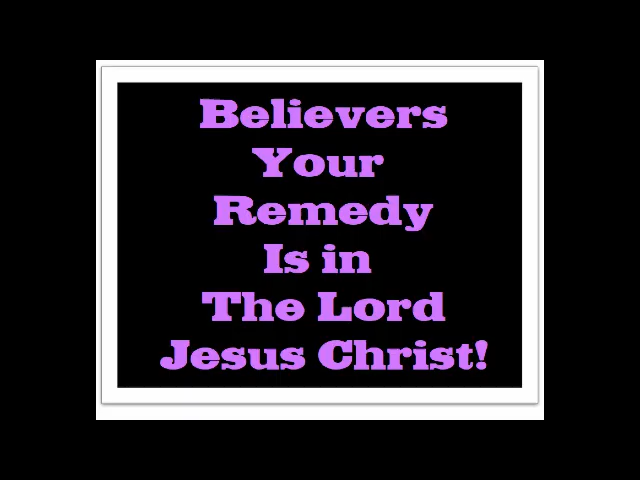 Believers
Your
Remedy
Is in
The Lord
Jesus Christ!